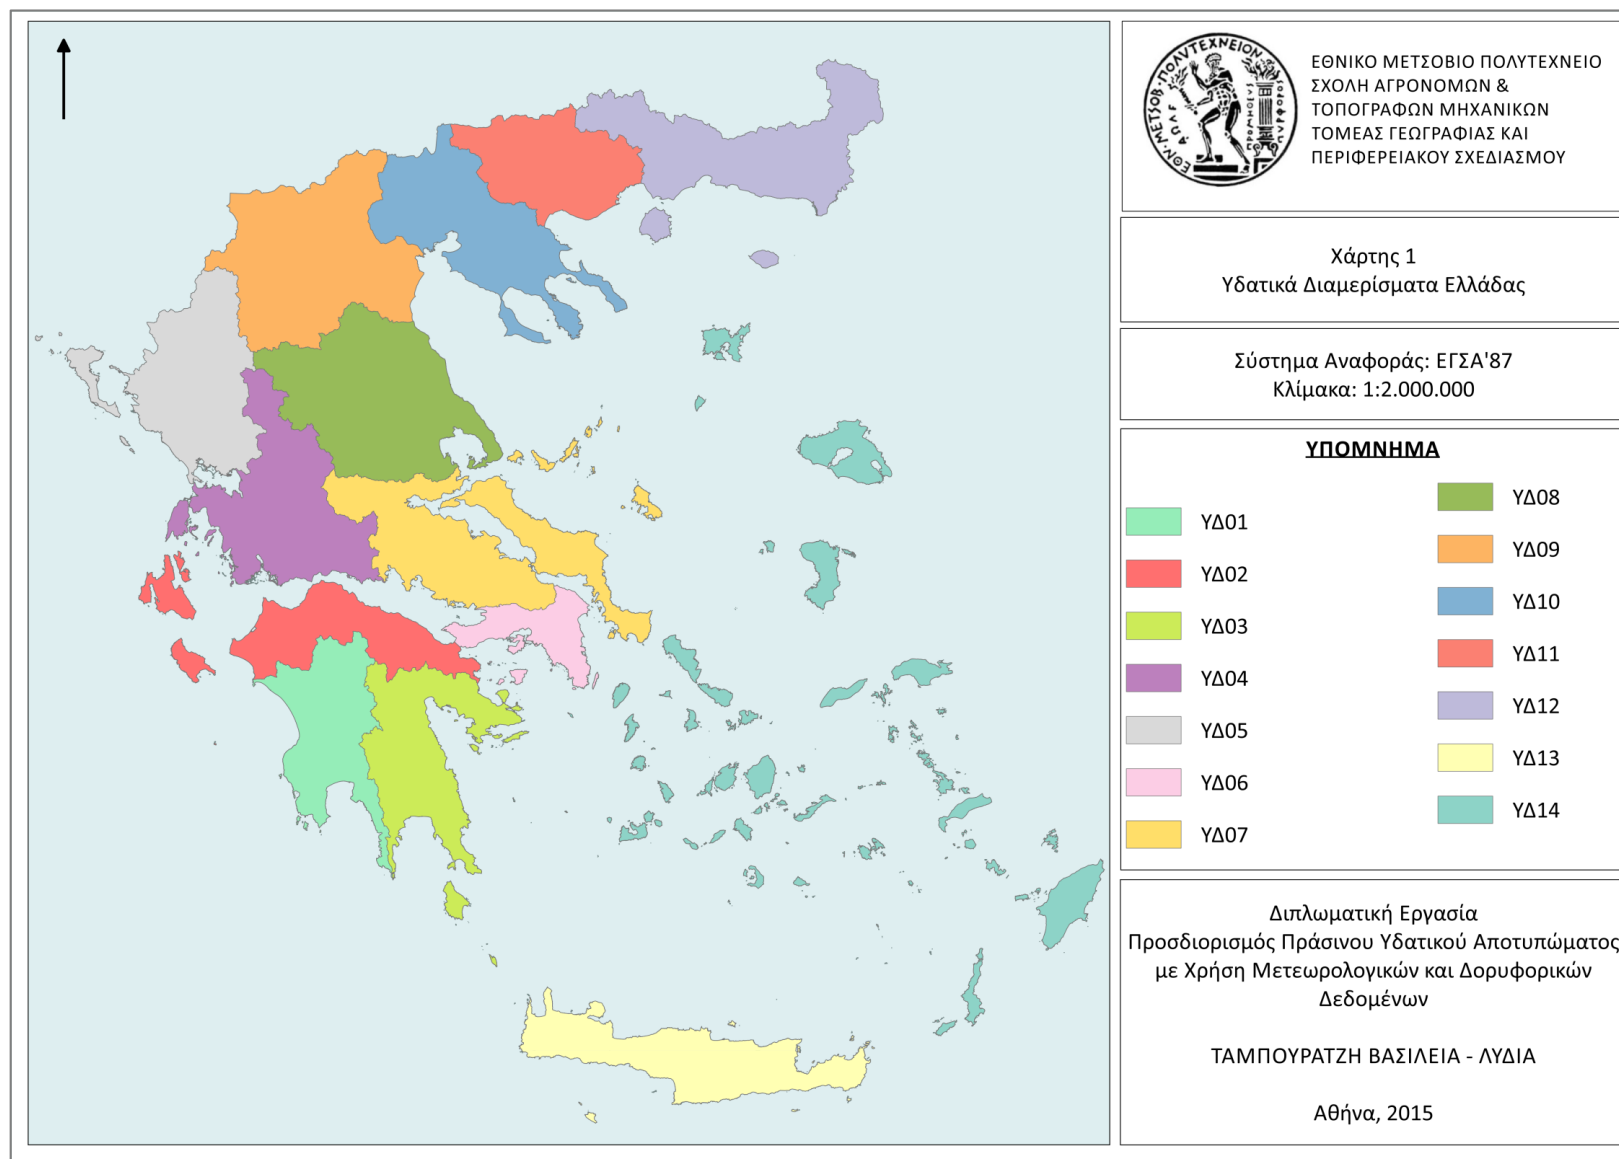 ΕΘΝΙΚΟ ΜΕΤΣΟΒΙΟ ΠΟΛΥΤΕΧΝΕΙΟ
ΣΧΟΛΗ ΑΓΡΟΝΟΜΩΝ &
ΤΟΠΟΓΡΑΦΩΝ ΜΗΧΑΝΙΚΩΝ
ΤΟΜΕΑΣ ΓΕΩΓΡΑΦΙΑΣ ΚΑΙ
ΠΕΡΙΦΕΡΕΙΑΚΟΥ ΣΧΕΔΙΑΣΜΟΥ
Χάρτης 1
Υδατικά Διαμερίσματα Ελλάδας
Σύστημα Αναφοράς: ΕΓΣΑ'87
Κλίμακα: 1:2.000.000
ΥΠΟΜΝΗΜΑ
ΥΔ01
ΥΔ02
ΥΔ03
ΥΔ04
ΥΔ05
ΥΔ06
ΥΔ07
ΥΔ08
ΥΔ09
ΥΔ10
ΥΔ11
ΥΔ12
ΥΔ13
ΥΔ14
Διπλωματική Εργασία
Προσδιορισμός Πράσινου Υδατικού Αποτυπώματος
με Χρήση Μετεωρολογικών και Δορυφορικών
Δεδομένων
ΤΑΜΠΟΥΡΑΤΖΗ ΒΑΣΙΛΕΙΑ - ΛΥΔΙΑ
Αθήνα, 2015